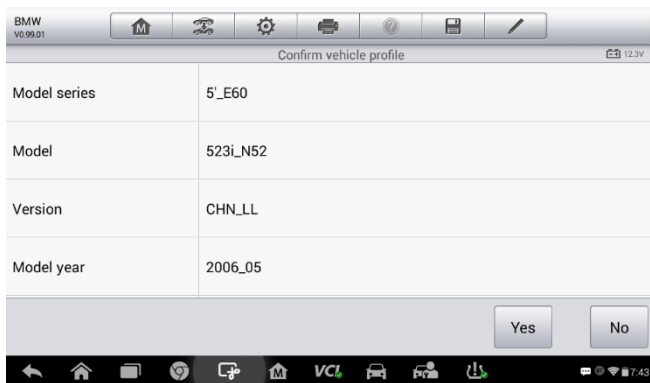 BMW
V0.99.01
M
?
Confirm vehicle profile
12.3V
Model series 5'_E60
Model 523i_N52
Version CHN_LL
Model year 2006_05
Yes No
M VCI 7:43